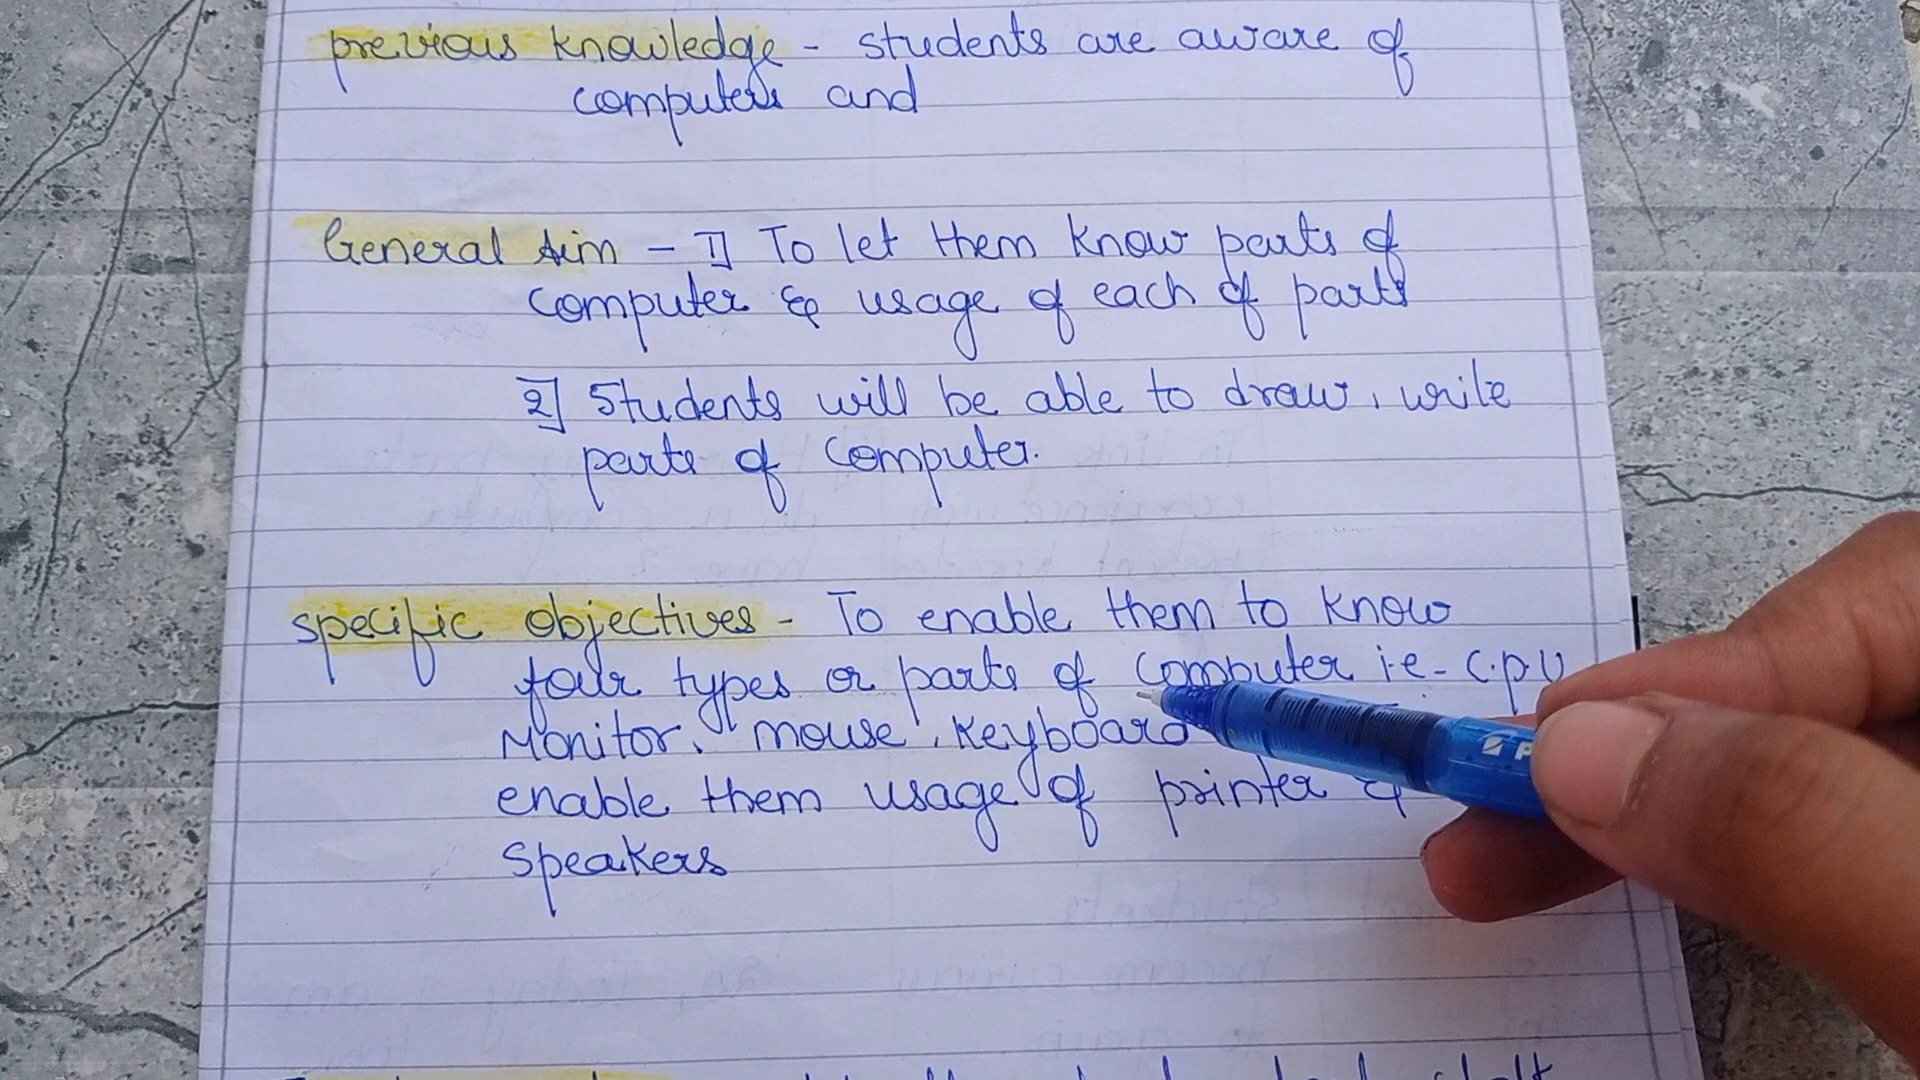 previous knowledge - students are aware of
computers and
General Aim - 1] To let them know parts of
computer & usage of each of parts
2] Students will be able to draw, write
parts of computer.
specific objectives - To enable them to know
four types or parts of computer i.e - C.P.U
Monitor, mouse, Keyboard
enable them usage of printer &
speakers